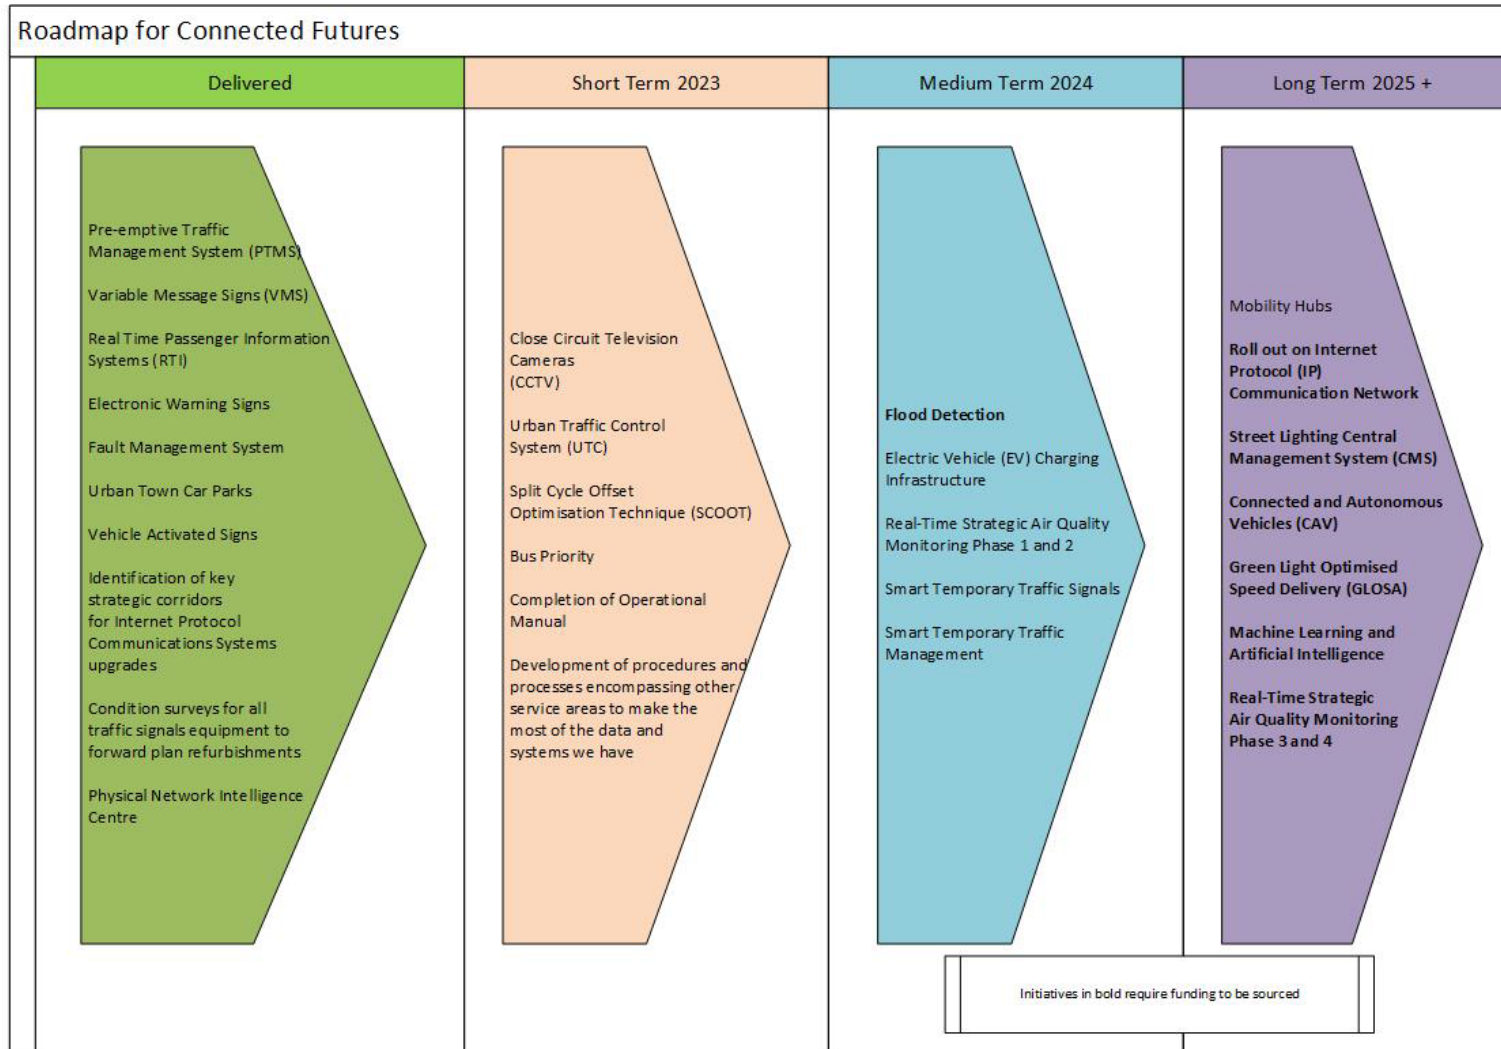 Roadmap for Connected Futures
Delivered
Short Term 2023
Medium Term 2024
Long Term 2025 +
Pre-emptive Traffic
Management System (PTMS)
Variable Message Signs (VMS)
Real Time Passenger Information
Systems (RTI)
Electronic Warning Signs
Fault Management System
Urban Town Car Parks
Vehicle Activated Signs
Identification of key
strategic corridors
for Internet Protocol
Communications Systems
upgrades
Condition surveys for all
traffic signals equipment to
forward plan refurbishments
Physical Network Intelligence
Centre
Close Circuit Television
Cameras
(CCTV)
Urban Traffic Control
System (UTC)
Split Cycle Offset
Optimisation Technique (SCOOT)
Bus Priority
Completion of Operational
Manual
Development of procedures and
processes encompassing other
service areas to make the
most of the data and
systems we have
Flood Detection
Electric Vehicle (EV) Charging
Infrastructure
Real-Time Strategic Air Quality
Monitoring Phase 1 and 2
Smart Temporary Traffic Signals
Smart Temporary Traffic
Management
Mobility Hubs
Roll out on Internet
Protocol (IP)
Communication Network
Street Lighting Central
Management System (CMS)
Connected and Autonomous
Vehicles (CAV)
Green Light Optimised
Speed Delivery (GLOSA)
Machine Learning and
Artificial Intelligence
Real-Time Strategic
Air Quality Monitoring
Phase 3 and 4
Initiatives in bold require funding to be sourced